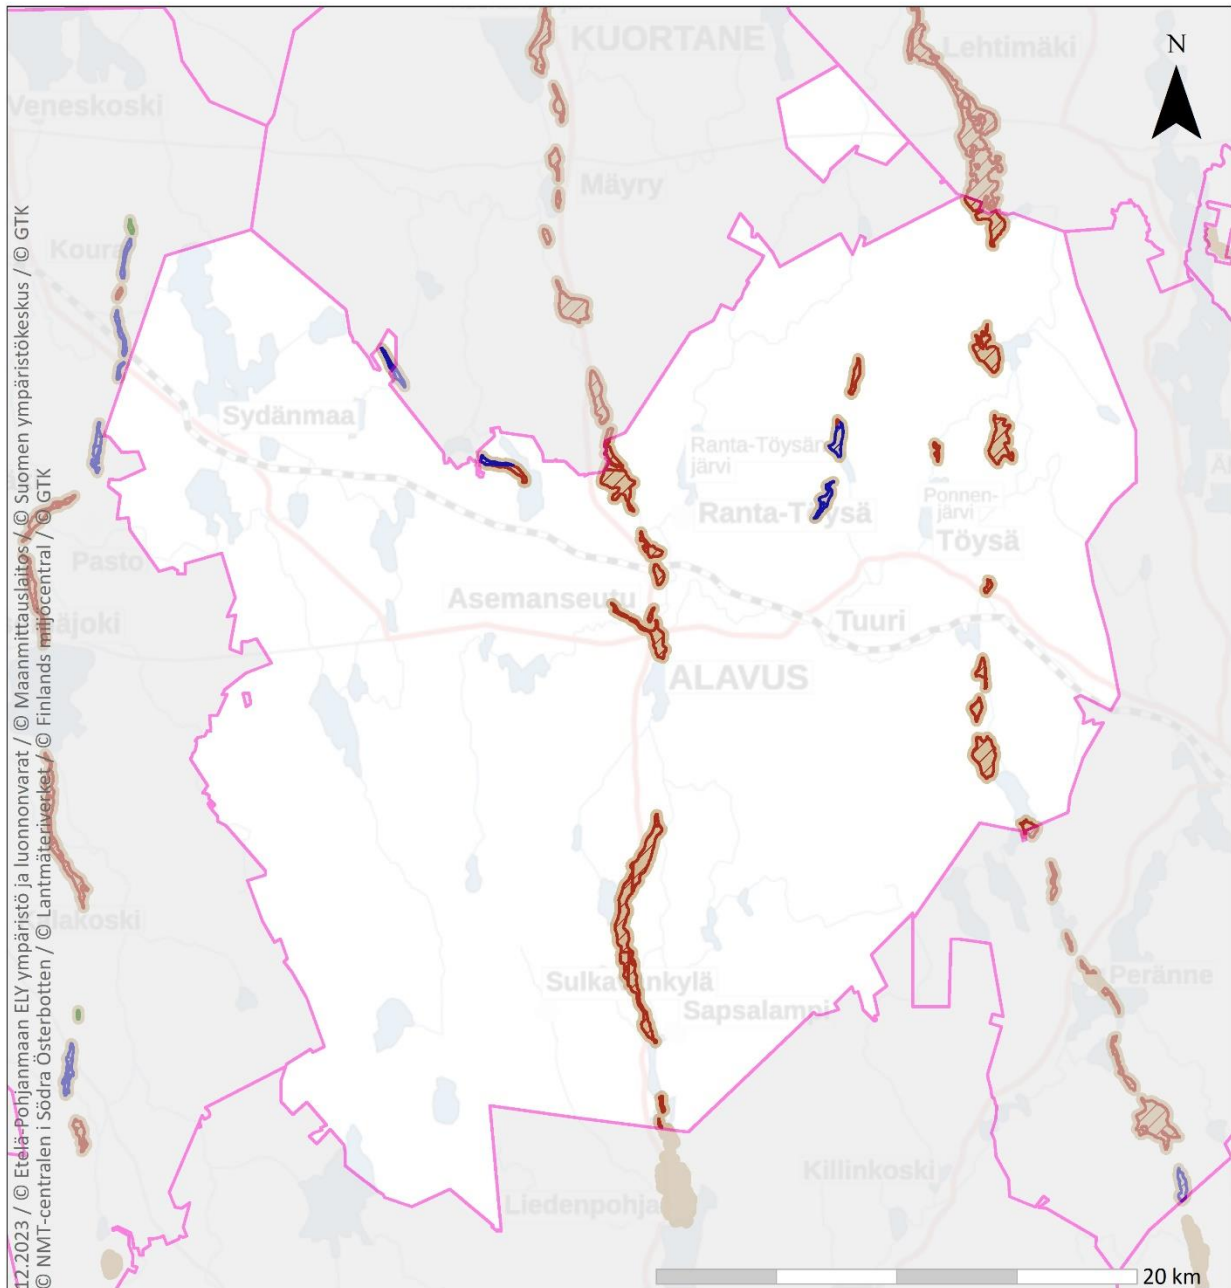 KUORTANE
Lehtimäki
N
Veneskoski
Mäyry
Koura
Sydänmaa
Ranta-Töysän
järvi
Ranta-Töysä
Ponnen-
järvi
Töysä
Pasto
Asemanseutu
Tuuri
ALAVUS
Peränne
Sulkavankylä
Sapsalampi
Killinkoski
Liedenpohja
20 km
12.2023 / © Etelä-Pohjanmaan ELY ympäristö ja luonnonvarat / © Maanmittauslaitos / © Suomen ympäristökeskus / © GTK
© NMT-centralen i Södra Österbotten / © Lantmäteriverket / © Finlands miljöcentral / © GTK